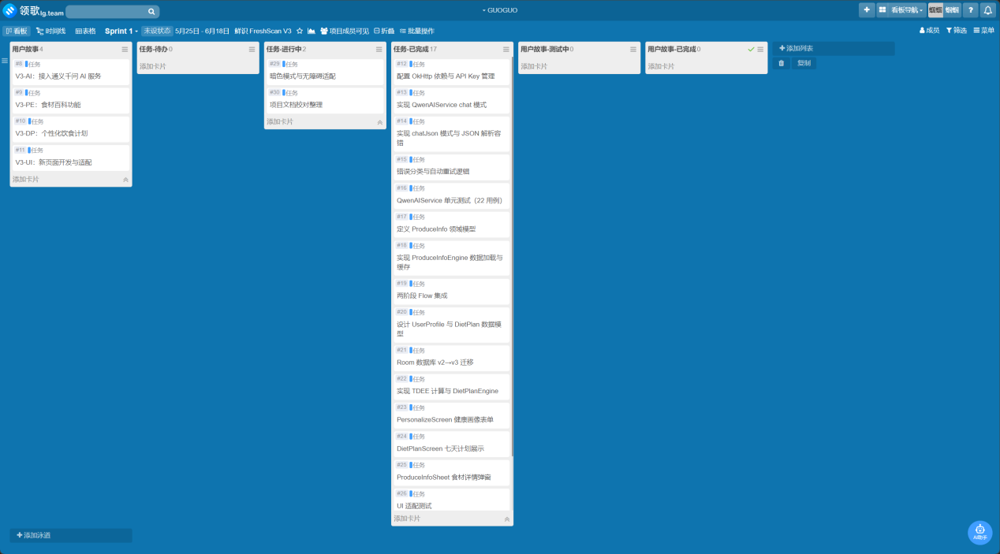 领歌lg.team
GUOGUO
看板导航
?
看板 时间线 表格 Sprint 1 未设状态 5月25日 - 6月18日 鲜识 FreshScan V3 项目成员可见 折叠 批量操作
成员 筛选 菜单
用户故事 4
#8 任务
V3-AI：接入通义千问 AI 服务
#9 任务
V3-PE：食材百科功能
#10 任务
V3-DP：个性化饮食计划
#11 任务
V3-UI：新页面开发与适配
添加卡片
任务-待办 0
添加卡片
任务-进行中 2
#29 任务
暗色模式与无障碍适配
#30 任务
项目文档校对整理
添加卡片
任务-已完成 17
#12 任务
配置 OkHttp 依赖与 API Key 管理
#13 任务
实现 QwenAIService chat 模式
#14 任务
实现 chatJson 模式与 JSON 解析容
错
#15 任务
错误分类与自动重试逻辑
#16 任务
QwenAIService 单元测试（22 用例）
#17 任务
定义 ProduceInfo 领域模型
#18 任务
实现 ProduceInfoEngine 数据加载与
缓存
#19 任务
两阶段 Flow 集成
#20 任务
设计 UserProfile 与 DietPlan 数据模
型
#21 任务
Room 数据库 v2→v3 迁移
#22 任务
实现 TDEE 计算与 DietPlanEngine
#23 任务
PersonalizeScreen 健康画像表单
#24 任务
DietPlanScreen 七天计划展示
#25 任务
ProduceInfoSheet 食材详情弹窗
#26 任务
UI 适配测试
添加卡片
用户故事-测试中 0
添加卡片
用户故事-已完成 0
添加卡片
添加列表
复制
添加泳道
AI助手